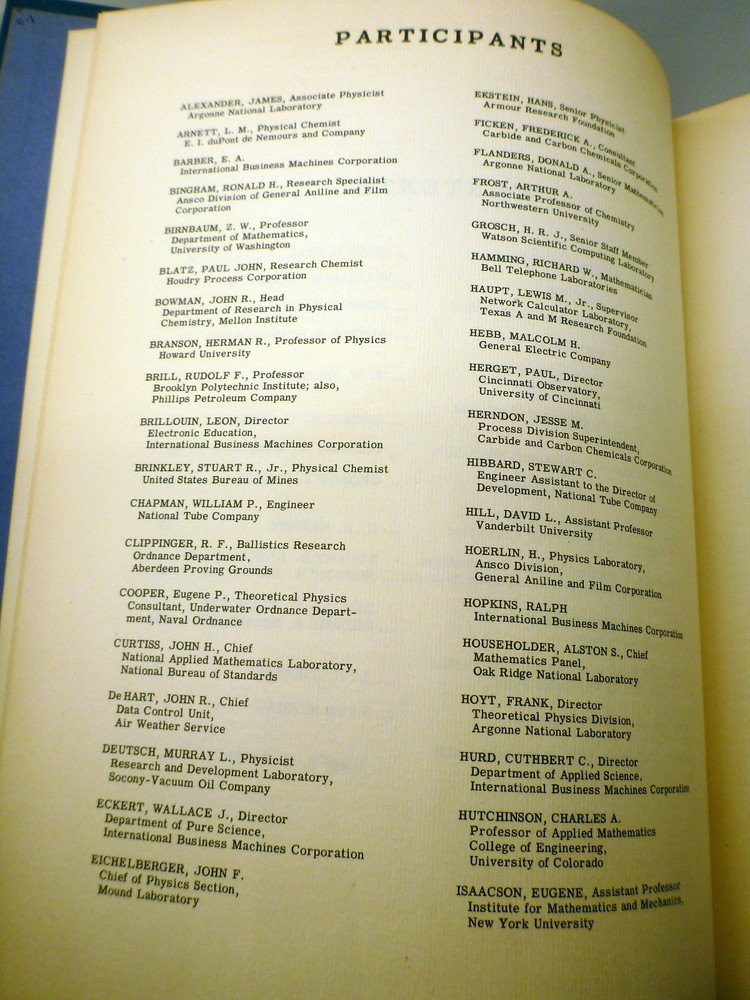 PARTICIPANTS
ALEXANDER, JAMES, Associate Physicist
Argonne National Laboratory
ARNETT, L. M., Physical Chemist
E. I. duPont de Nemours and Company
BARBER, E. A.
International Business Machines Corporation
BINGHAM, RONALD H., Research Specialist
Ansco Division of General Aniline and Film
Corporation
BIRNBAUM, Z. W., Professor
Department of Mathematics,
University of Washington
BLATZ, PAUL JOHN, Research Chemist
Houdry Process Corporation
BOWMAN, JOHN R., Head
Department of Research in Physical
Chemistry, Mellon Institute
BRANSON, HERMAN R., Professor of Physics
Howard University
BRILL, RUDOLF F., Professor
Brooklyn Polytechnic Institute; also,
Phillips Petroleum Company
BRILLOUIN, LEON, Director
Electronic Education,
International Business Machines Corporation
BRINKLEY, STUART R., Jr., Physical Chemist
United States Bureau of Mines
CHAPMAN, WILLIAM P., Engineer
National Tube Company
CLIPPINGER, R. F., Ballistics Research
Ordnance Department,
Aberdeen Proving Grounds
COOPER, Eugene P., Theoretical Physics
Consultant, Underwater Ordnance Depart-
ment, Naval Ordnance
CURTISS, JOHN H., Chief
National Applied Mathematics Laboratory,
National Bureau of Standards
DeHART, JOHN R., Chief
Data Control Unit,
Air Weather Service
DEUTSCH, MURRAY L., Physicist
Research and Development Laboratory,
Socony-Vacuum Oil Company
ECKERT, WALLACE J., Director
Department of Pure Science,
International Business Machines Corporation
EICHELBERGER, JOHN F.
Chief of Physics Section,
Mound Laboratory
EKSTEIN, HANS, Senior Physicist
Armour Research Foundation
FICKEN, FREDERICK A., Consultant
Carbide and Carbon Chemicals Corporation
FLANDERS, DONALD A., Senior Mathematician
Argonne National Laboratory
FROST, ARTHUR A.
Associate Professor of Chemistry
Northwestern University
GROSCH, H. R. J., Senior Staff Member
Watson Scientific Computing Laboratory
HAMMING, RICHARD W., Mathematician
Bell Telephone Laboratories
HAUPT, LEWIS M., Jr., Supervisor
Network Calculator Laboratory,
Texas A and M Research Foundation
HEBB, MALCOLM H.
General Electric Company
HERGET, PAUL, Director
Cincinnati Observatory,
University of Cincinnati
HERNDON, JESSE M.
Process Division Superintendent,
Carbide and Carbon Chemicals Corporation
HIBBARD, STEWART C.
Engineer Assistant to the Director of
Development, National Tube Company
HILL, DAVID L., Assistant Professor
Vanderbilt University
HOERLIN, H., Physics Laboratory,
Ansco Division,
General Aniline and Film Corporation
HOPKINS, RALPH
International Business Machines Corporation
HOUSEHOLDER, ALSTON S., Chief
Mathematics Panel,
Oak Ridge National Laboratory
HOYT, FRANK, Director
Theoretical Physics Division,
Argonne National Laboratory
HURD, CUTHBERT C., Director
Department of Applied Science,
International Business Machines Corporation
HUTCHINSON, CHARLES A.
Professor of Applied Mathematics
College of Engineering,
University of Colorado
ISAACSON, EUGENE, Assistant Professor
Institute for Mathematics and Mechanics,
New York University